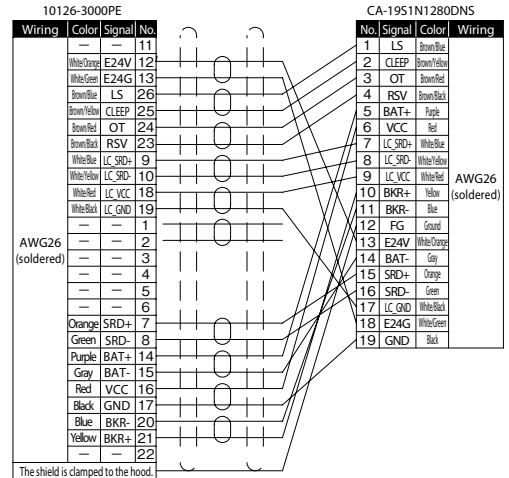 10126-3000PE
Wiring Color Signal No.
— — 11
White/Orange E24V 12
White/Green E24G 13
Brown/Blue LS 26
Brown/Yellow CLEEP 25
Brown/Red OT 24
Brown/Black RSV 23
White/Blue LC_SRD+ 9
White/Yellow LC_SRD- 10
White/Red LC_VCC 18
White/Black LC_GND 19
— — 1
— — 2
— — 3
— — 4
— — 5
— — 6
Orange SRD+ 7
Green SRD- 8
Purple BAT+ 14
Gray BAT- 15
Red VCC 16
Black GND 17
Blue BKR- 20
Yellow BKR+ 21
— — 22
AWG26
(soldered)
The shield is clamped to the hood.
CA-19S1N1280DNS
No. Signal Color Wiring
1 LS Brown/Blue
2 CLEEP Brown/Yellow
3 OT Brown/Red
4 RSV Brown/Black
5 BAT+ Purple
6 VCC Red
7 LC_SRD+ White/Blue
8 LC_SRD- White/Yellow
9 LC_VCC White/Red
10 BKR+ Yellow
11 BKR- Blue
12 FG Ground
13 E24V White/Orange
14 BAT- Gray
15 SRD+ Orange
16 SRD- Green
17 LC_GND White/Black
18 E24G White/Green
19 GND Black
AWG26
(soldered)